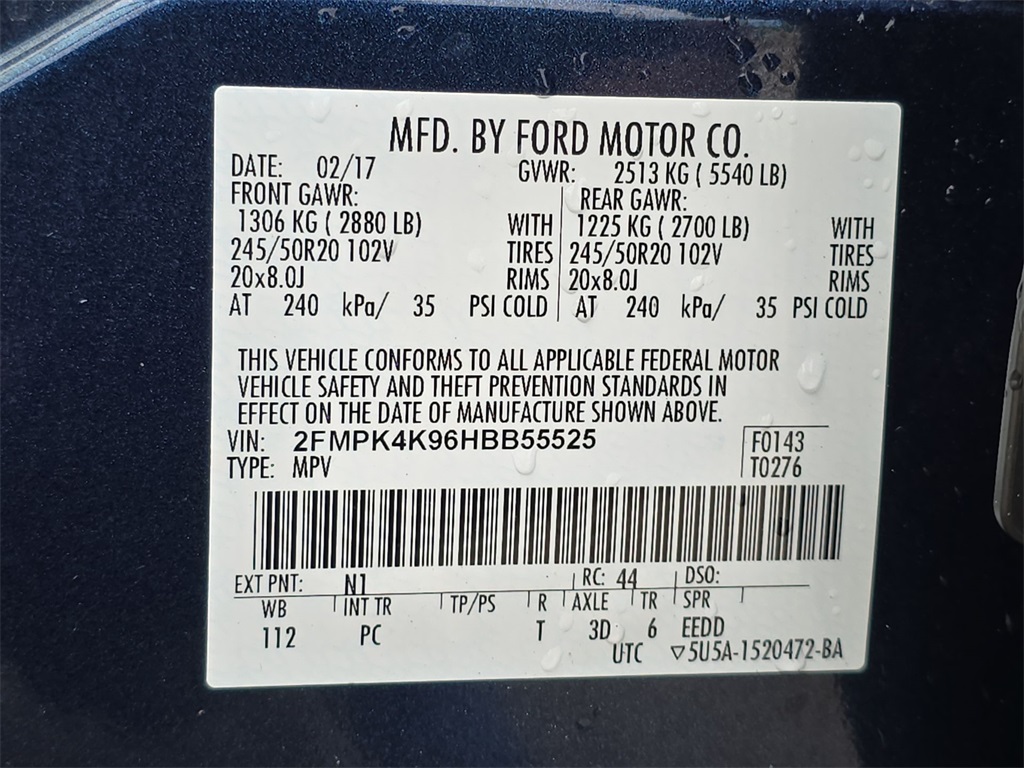 MFD. BY FORD MOTOR CO.
DATE: 02/17 GVWR: 2513 KG ( 5540 LB)
FRONT GAWR: REAR GAWR:
1306 KG ( 2880 LB) WITH 1225 KG ( 2700 LB) WITH
245/50R20 102V TIRES 245/50R20 102V TIRES
20x8.0J RIMS 20x8.0J RIMS
AT 240 kPa/ 35 PSI COLD AT 240 kPa/ 35 PSI COLD
THIS VEHICLE CONFORMS TO ALL APPLICABLE FEDERAL MOTOR
VEHICLE SAFETY AND THEFT PREVENTION STANDARDS IN
EFFECT ON THE DATE OF MANUFACTURE SHOWN ABOVE.
VIN: 2FMPK4K96HBB55525 F0143
TYPE: MPV T0276
EXT PNT: N1 RC: 44 DSO:
WB INT TR TP/PS R AXLE TR SPR
112 PC T 3D 6 EEDD
UTC ▽5U5A-1520472-BA